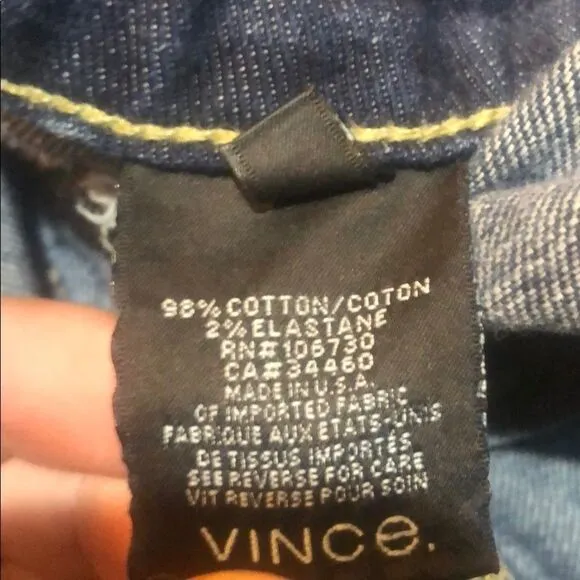 98% COTTON/COTON
2% ELASTANE
RN# 106730
CA# 34460
MADE IN U.S.A.
OF IMPORTED FABRIC
FABRIQUE AUX ETATS-UNIS
DE TISSUS IMPORTÉS
SEE REVERSE FOR CARE
VIT REVERSE POUR SOIN
VINCe.